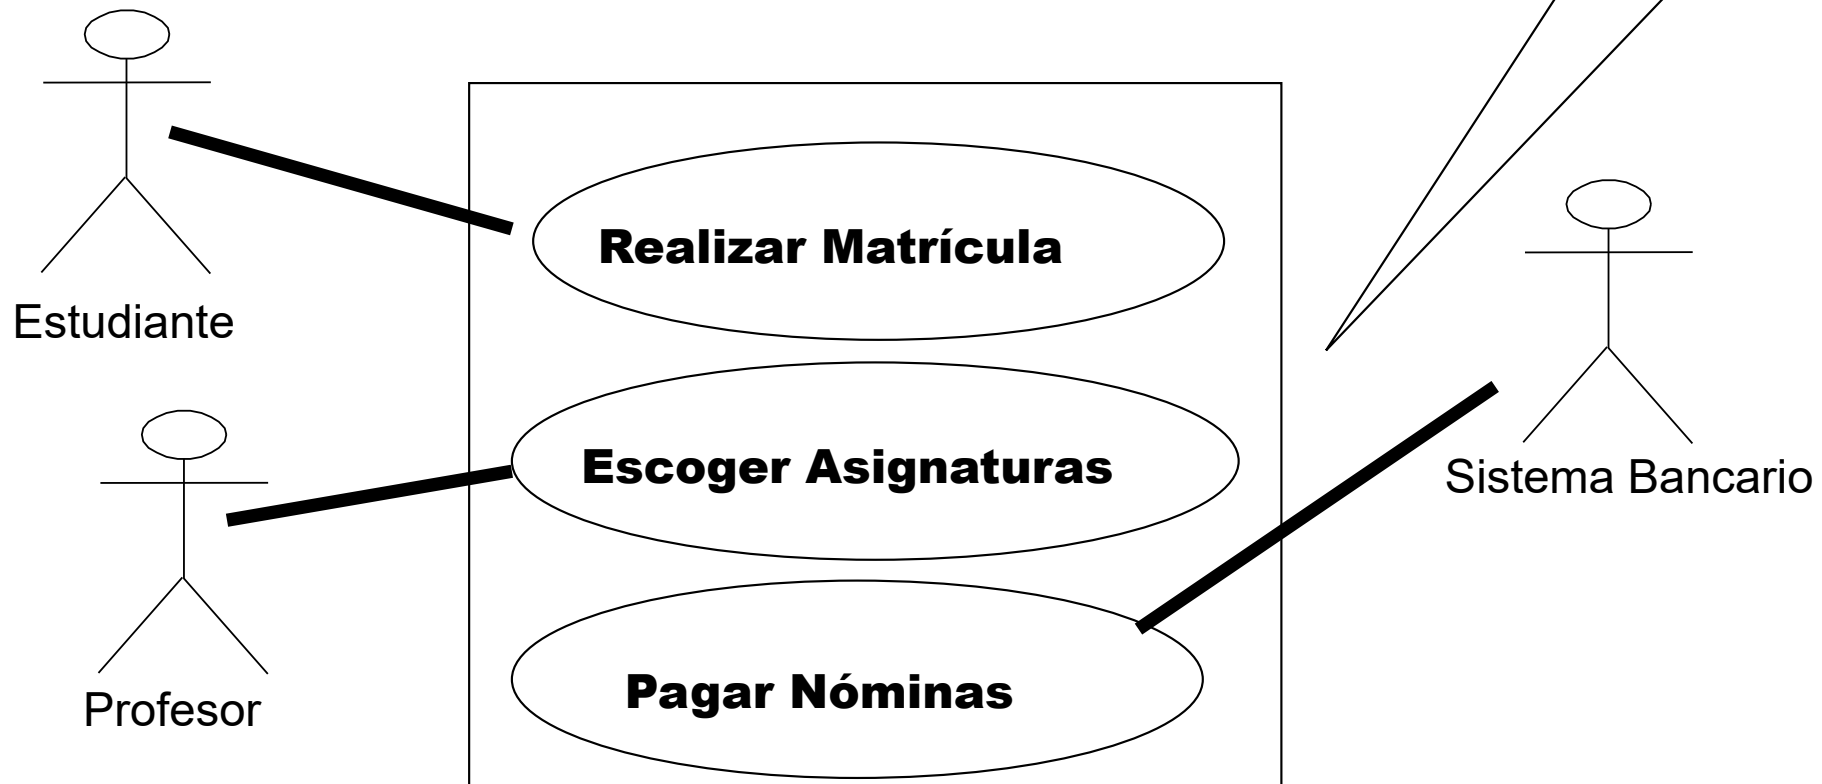 Realizar Matrícula
Estudiante
Escoger Asignaturas
Sistema Bancario
Pagar Nóminas
Profesor